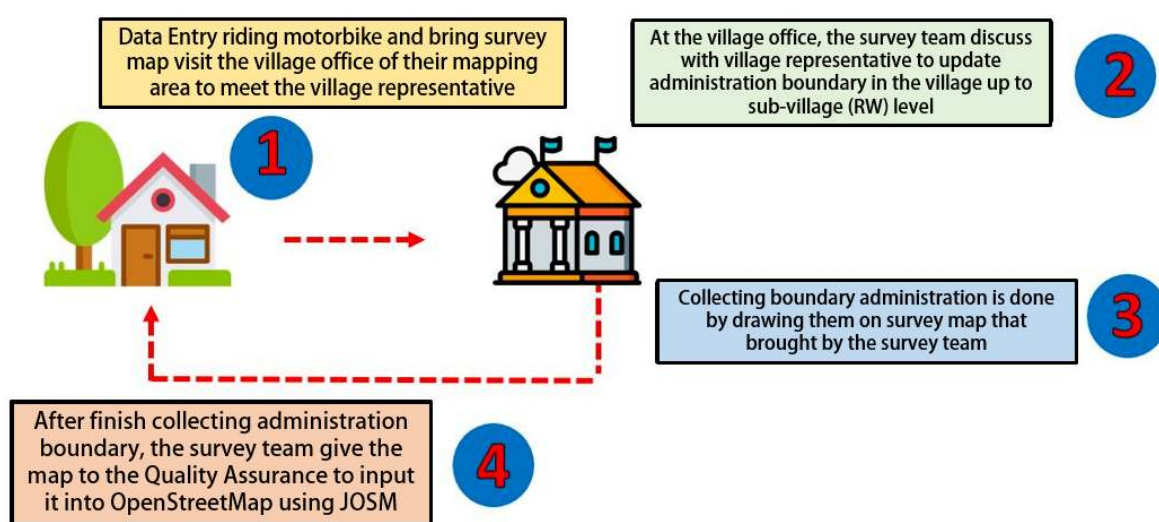 Data Entry riding motorbike and bring survey
map visit the village office of their mapping
area to meet the village representative
1
At the village office, the survey team discuss
with village representative to update
administration boundary in the village up to
sub-village (RW) level
2
Collecting boundary administration is done
by drawing them on survey map that
brought by the survey team
3
After finish collecting administration
boundary, the survey team give the
map to the Quality Assurance to input
it into OpenStreetMap using JOSM
4